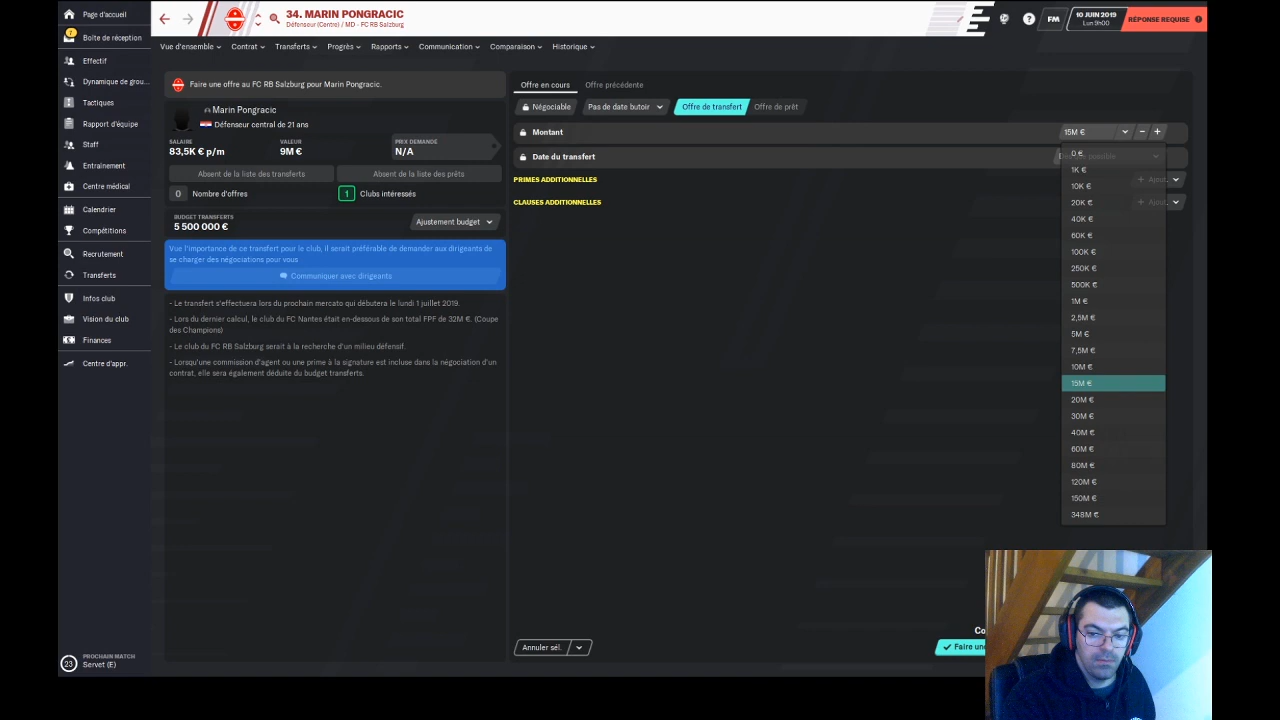 Page d'accueil
Boîte de réception
Effectif
Dynamique de grou...
Tactiques
Rapport d'équipe
Staff
Entraînement
Centre médical
Calendrier
Compétitions
Recrutement
Transferts
Infos club
Vision du club
Finances
Centre d'appr.
PROCHAIN MATCH
23 Servet (E)
34. MARIN PONGRACIC
Défenseur (Centre) / MD - FC RB Salzburg
FM
10 JUIN 2019
Lun 9h00
RÉPONSE REQUISE
Vue d'ensemble Contrat Transferts Progrès Rapports Communication Comparaison Historique
Faire une offre au FC RB Salzburg pour Marin Pongracic.
Marin Pongracic
Défenseur central de 21 ans
SALAIRE VALEUR PRIX DEMANDÉ
83,5K € p/m 9M € N/A
Absent de la liste des transferts Absent de la liste des prêts
0 Nombre d'offres 1 Clubs intéressés
BUDGET TRANSFERTS
5 500 000 € Ajustement budget
Vue l'importance de ce transfert pour le club, il serait préférable de demander aux dirigeants de
se charger des négociations pour vous
Communiquer avec dirigeants
- Le transfert s'effectuera lors du prochain mercato qui débutera le lundi 1 juillet 2019.
- Lors du dernier calcul, le club du FC Nantes était en-dessous de son total FPF de 32M €. (Coupe
des Champions)
- Le club du FC RB Salzburg serait à la recherche d'un milieu défensif.
- Lorsqu'une commission d'agent ou une prime à la signature est incluse dans la négociation d'un
contrat, elle sera également déduite du budget transferts.
Offre en cours Offre précédente
Négociable Pas de date butoir Offre de transfert Offre de prêt
Montant 15M € - +
Date du transfert possible
PRIMES ADDITIONNELLES + Ajout.
CLAUSES ADDITIONNELLES + Ajout.
0 €
1K €
10K €
20K €
40K €
60K €
100K €
250K €
500K €
1M €
2,5M €
5M €
7,5M €
10M €
15M €
20M €
30M €
40M €
60M €
80M €
120M €
150M €
348M €
Co
Annuler sél. Faire une